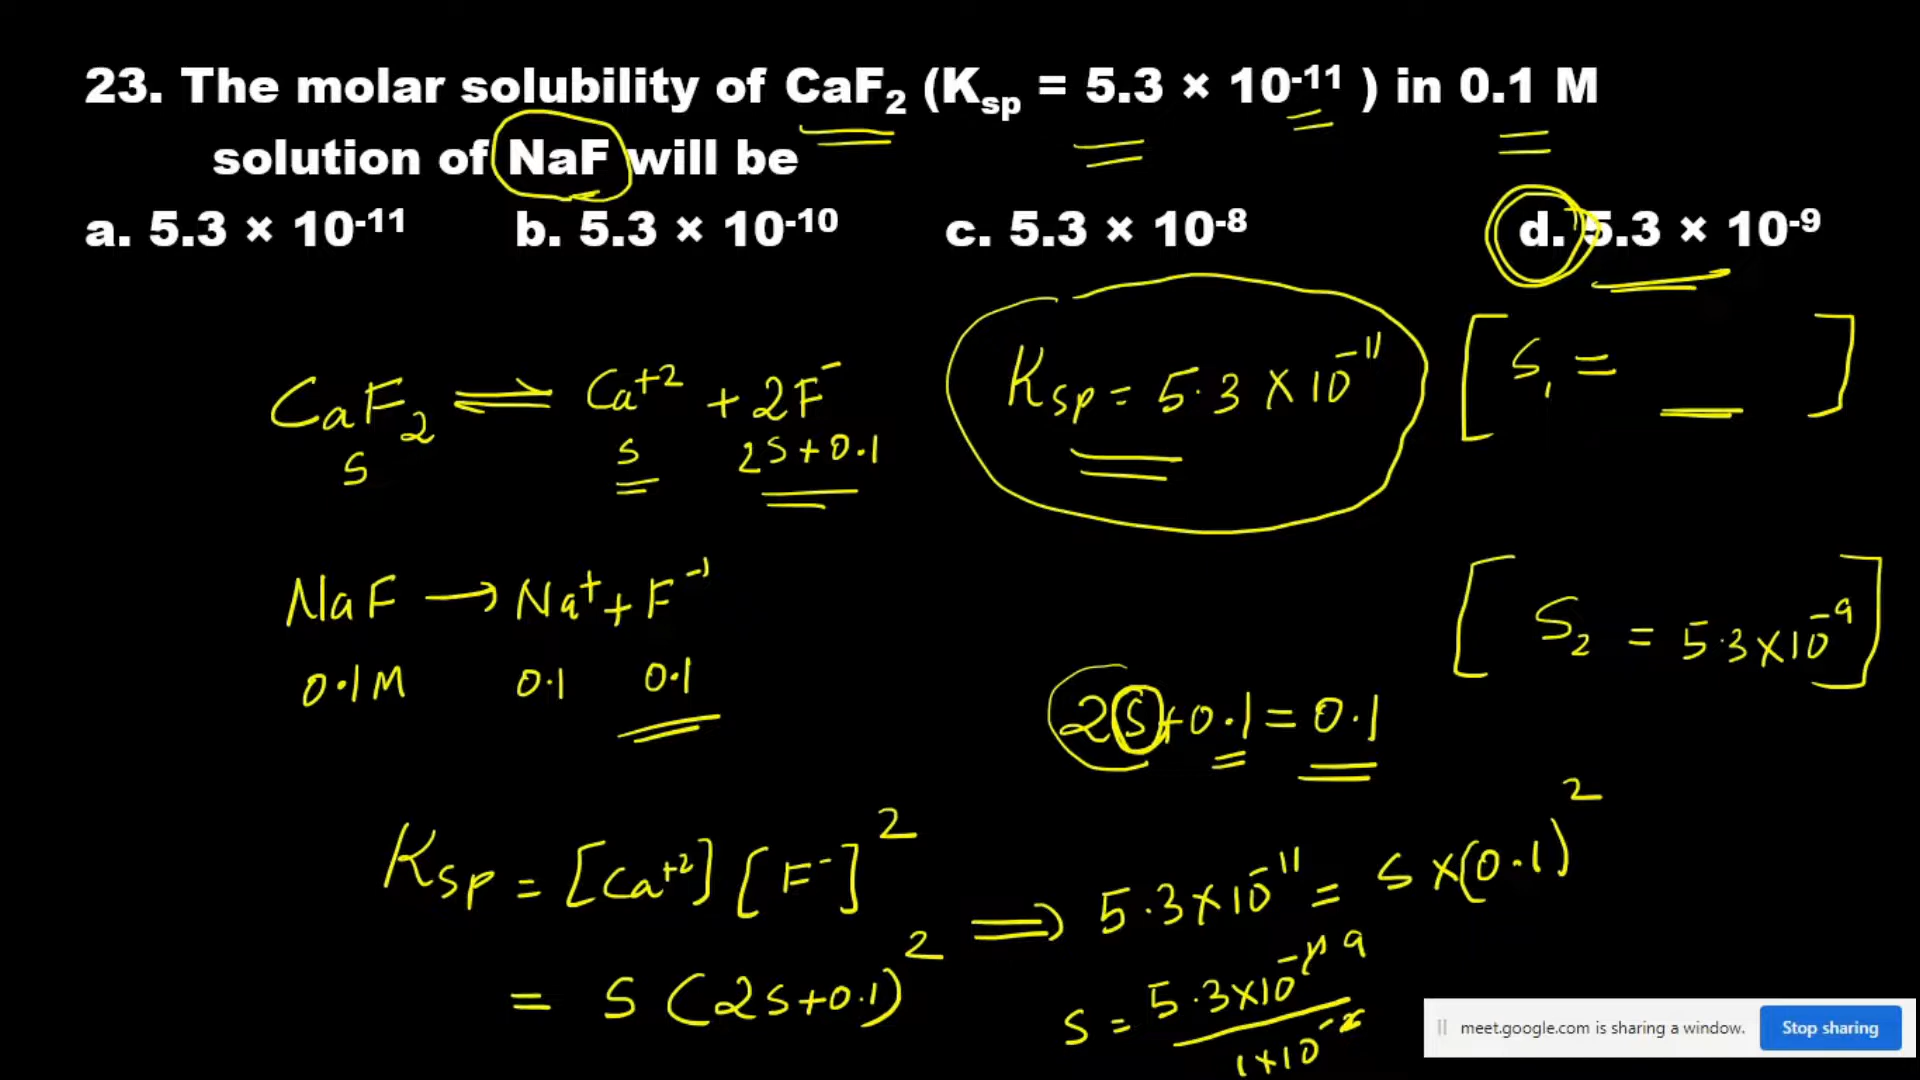 23. The molar solubility of CaF₂ (Kₛₚ = 5.3 × 10⁻¹¹ ) in 0.1 M
solution of NaF will be
a. 5.3 × 10⁻¹¹ b. 5.3 × 10⁻¹⁰ c. 5.3 × 10⁻⁸ d. 5.3 × 10⁻⁹
Ksp = 5.3 × 10⁻¹¹
[ S₁ = __ ]
CaF₂ ⇌ Ca⁺² + 2F⁻
S S 2S+0.1
NaF → Na⁺ + F⁻¹
0.1M 0.1 0.1
[ S₂ = 5.3×10⁻⁹ ]
2S+0.1 = 0.1
Ksp = [Ca⁺²] [F⁻]²
⇒ 5.3×10⁻¹¹ = S×(0.1)²
= S (2S+0.1)²
S = 5.3×10⁻¹¹ ⁹
1×10⁻²
meet.google.com is sharing a window. Stop sharing